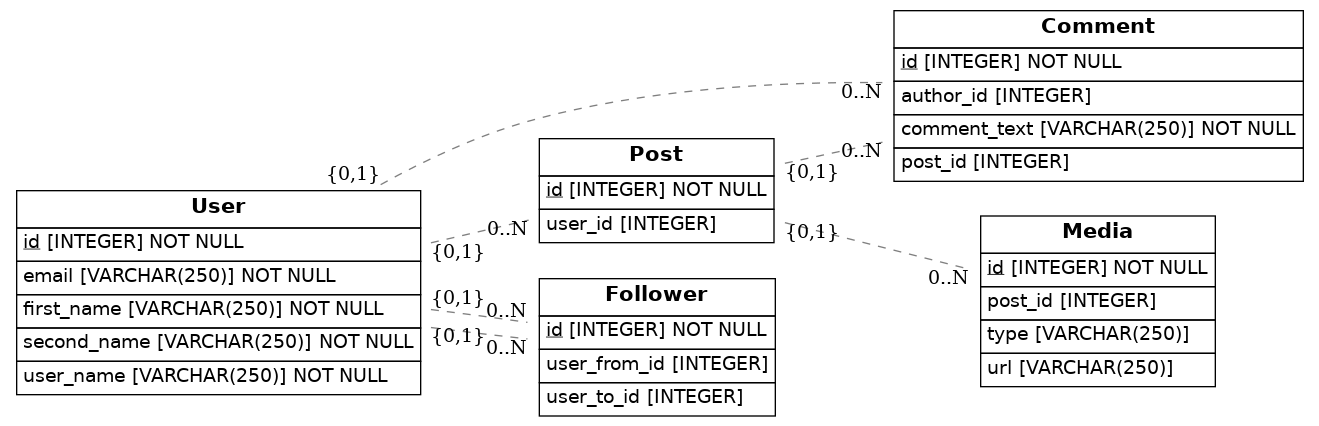 User
id [INTEGER] NOT NULL
email [VARCHAR(250)] NOT NULL
first_name [VARCHAR(250)] NOT NULL
second_name [VARCHAR(250)] NOT NULL
user_name [VARCHAR(250)] NOT NULL
{0,1}
0..N
{0,1}
0..N
{0,1}
0..N
{0,1}
0..N
Post
id [INTEGER] NOT NULL
user_id [INTEGER]
Follower
id [INTEGER] NOT NULL
user_from_id [INTEGER]
user_to_id [INTEGER]
{0,1}
0..N
{0,1}
0..N
Comment
id [INTEGER] NOT NULL
author_id [INTEGER]
comment_text [VARCHAR(250)] NOT NULL
post_id [INTEGER]
Media
id [INTEGER] NOT NULL
post_id [INTEGER]
type [VARCHAR(250)]
url [VARCHAR(250)]